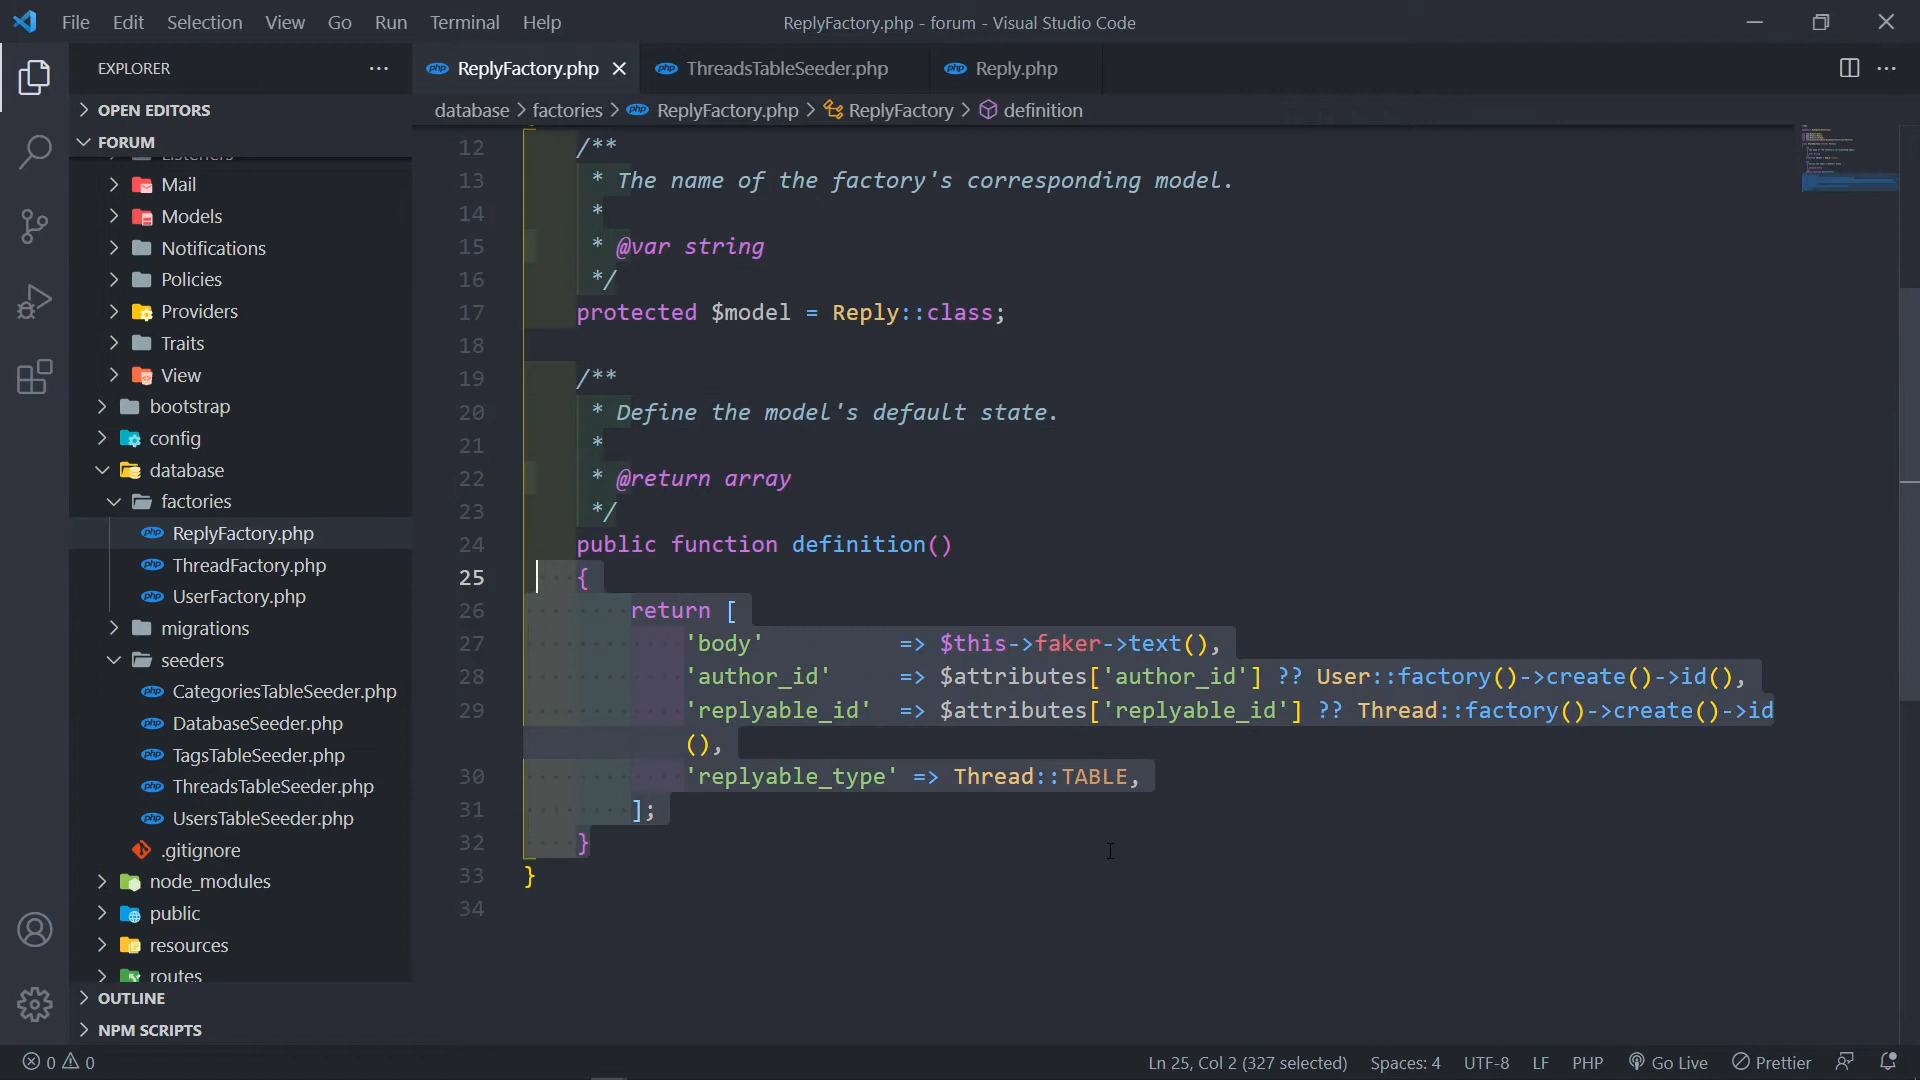 File Edit Selection View Go Run Terminal Help
ReplyFactory.php - forum - Visual Studio Code
EXPLORER
ReplyFactory.php
ThreadsTableSeeder.php
Reply.php
OPEN EDITORS
database > factories > ReplyFactory.php > ReplyFactory > definition
FORUM
Listeners
Mail
Models
Notifications
Policies
Providers
Traits
View
bootstrap
config
database
factories
ReplyFactory.php
ThreadFactory.php
UserFactory.php
migrations
seeders
CategoriesTableSeeder.php
DatabaseSeeder.php
TagsTableSeeder.php
ThreadsTableSeeder.php
UsersTableSeeder.php
.gitignore
node_modules
public
resources
routes
OUTLINE
NPM SCRIPTS
12 /**
13 * The name of the factory's corresponding model.
14 *
15 * @var string
16 */
17 protected $model = Reply::class;
18
19 /**
20 * Define the model's default state.
21 *
22 * @return array
23 */
24 public function definition()
25 {
26 return [
27 'body' => $this->faker->text(),
28 'author_id' => $attributes['author_id'] ?? User::factory()->create()->id(),
29 'replyable_id' => $attributes['replyable_id'] ?? Thread::factory()->create()->id
(),
30 'replyable_type' => Thread::TABLE,
31 ];
32 }
33 }
34
0 0
Ln 25, Col 2 (327 selected) Spaces: 4 UTF-8 LF PHP Go Live Prettier